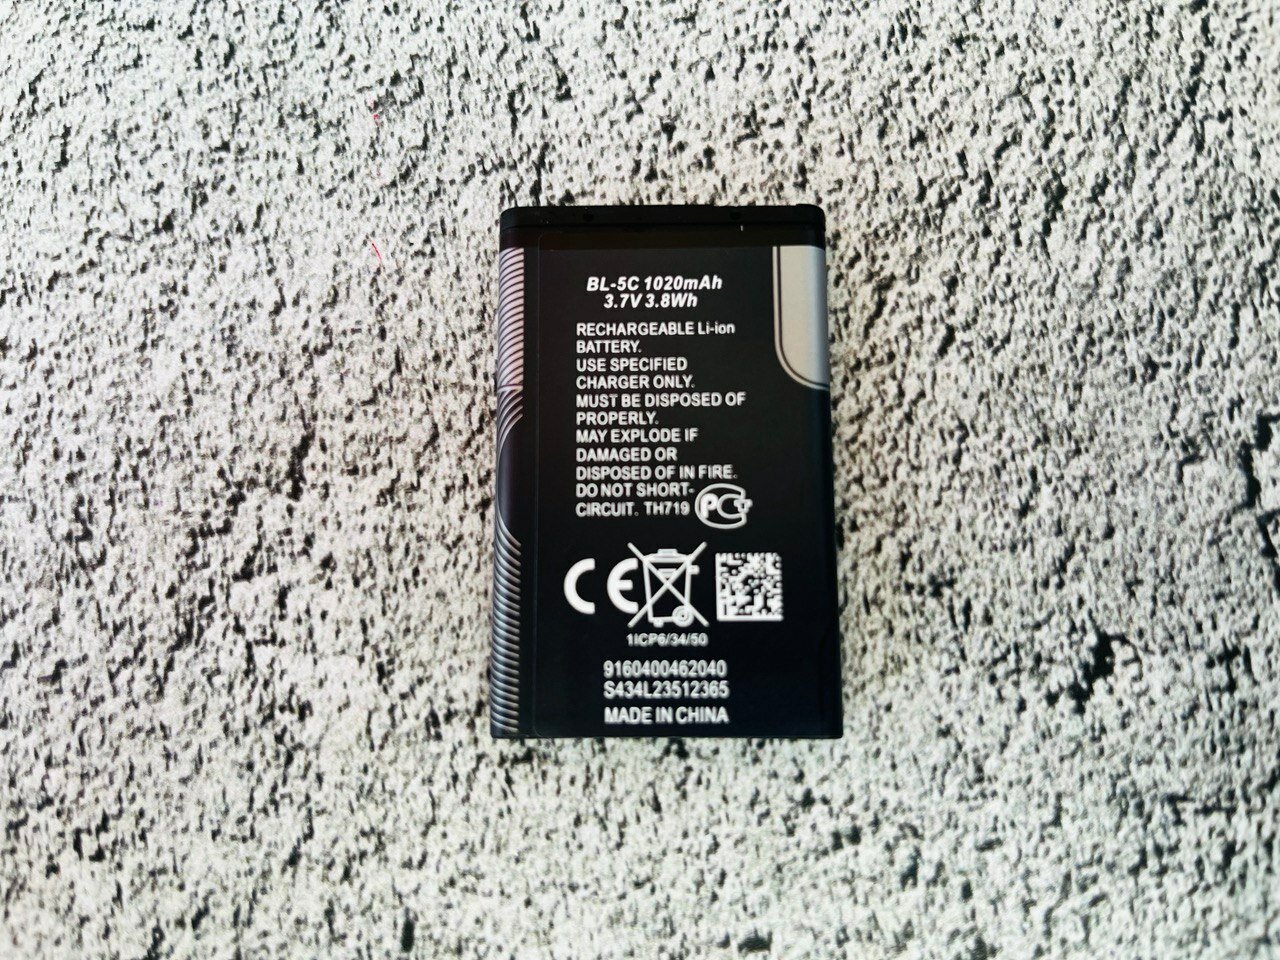 BL-5C 1020mAh
3.7V 3.8Wh
RECHARGEABLE Li-ion
BATTERY.
USE SPECIFIED
CHARGER ONLY.
MUST BE DISPOSED OF
PROPERLY.
MAY EXPLODE IF
DAMAGED OR
DISPOSED OF IN FIRE.
DO NOT SHORT-
CIRCUIT. TH719
РСТ
CE
1ICP6/34/50
9160400462040
S434L23512365
MADE IN CHINA